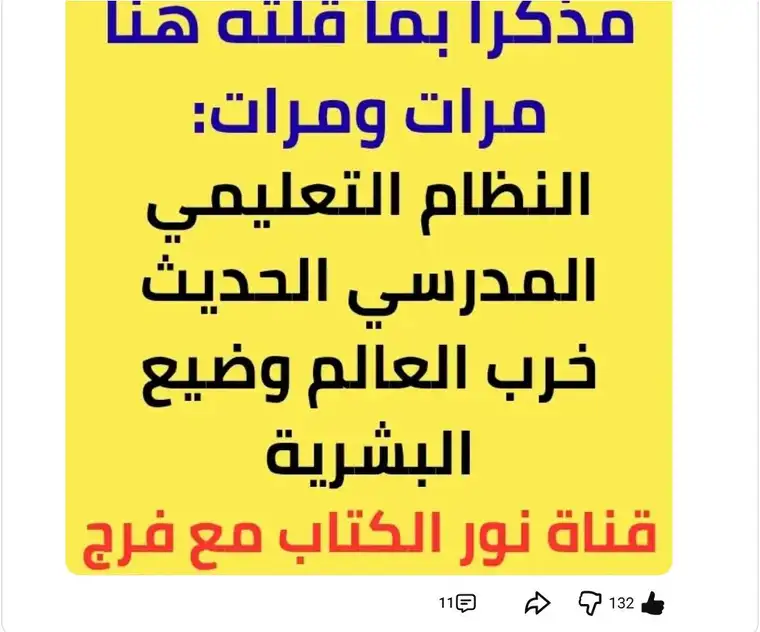 مذكرا بما قلته هنا
مرات ومرات:
النظام التعليمي
المدرسي الحديث
خرب العالم وضيع
البشرية
قناة نور الكتاب مع فرج
132
11